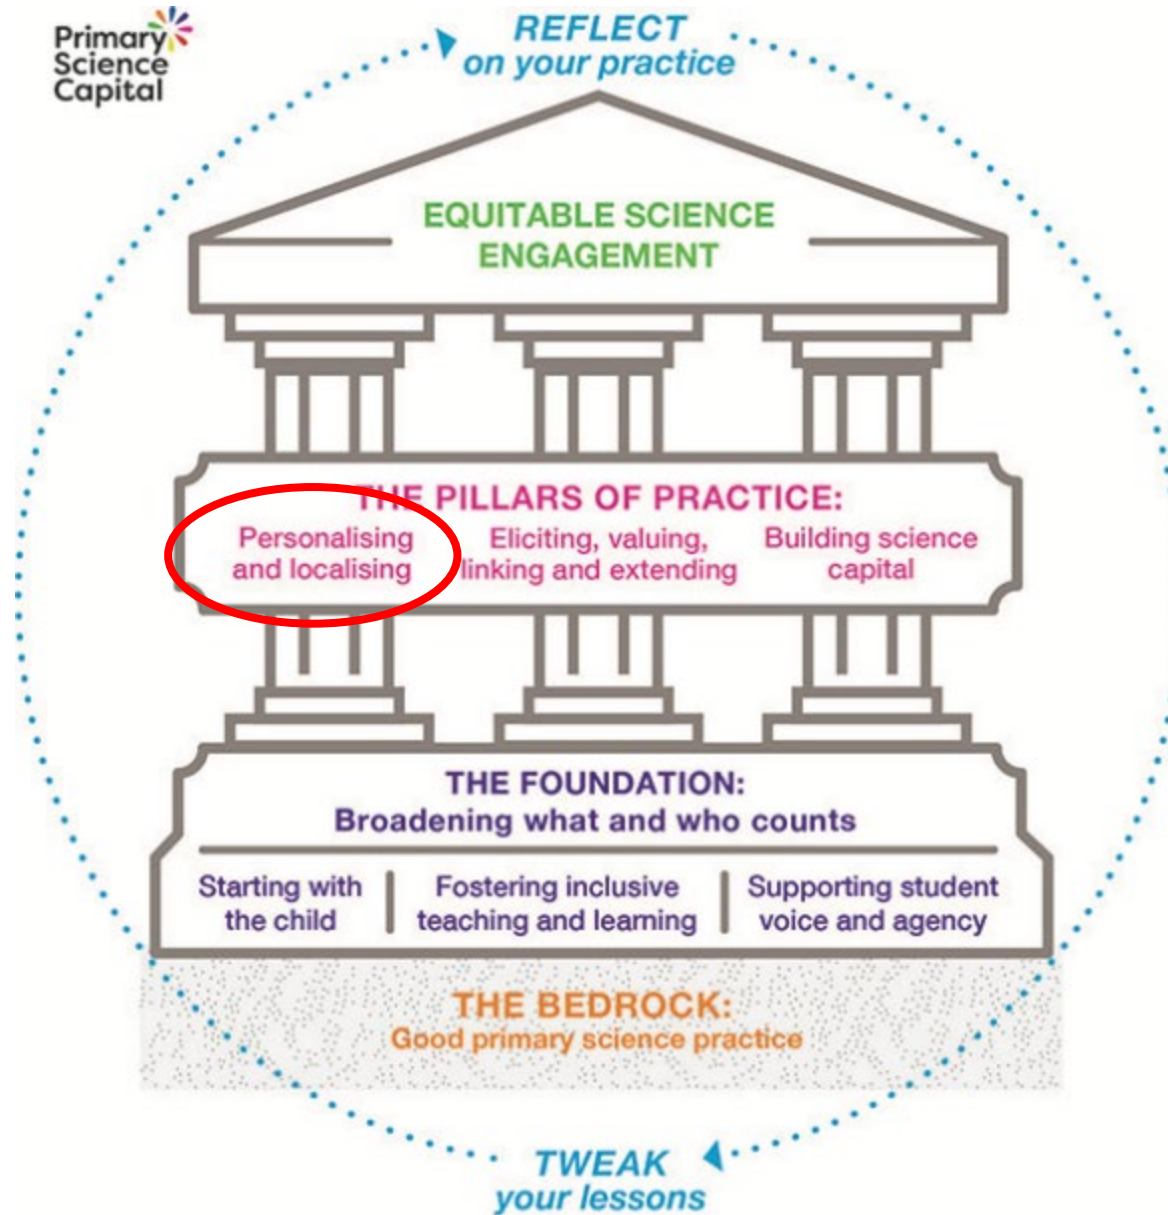 Primary
Science
Capital
REFLECT
on your practice
EQUITABLE SCIENCE
ENGAGEMENT
THE PILLARS OF PRACTICE:
Personalising
and localising
Eliciting, valuing,
linking and extending
Building science
capital
THE FOUNDATION:
Broadening what and who counts
Starting with
the child
Fostering inclusive
teaching and learning
Supporting student
voice and agency
THE BEDROCK:
Good primary science practice
TWEAK
your lessons